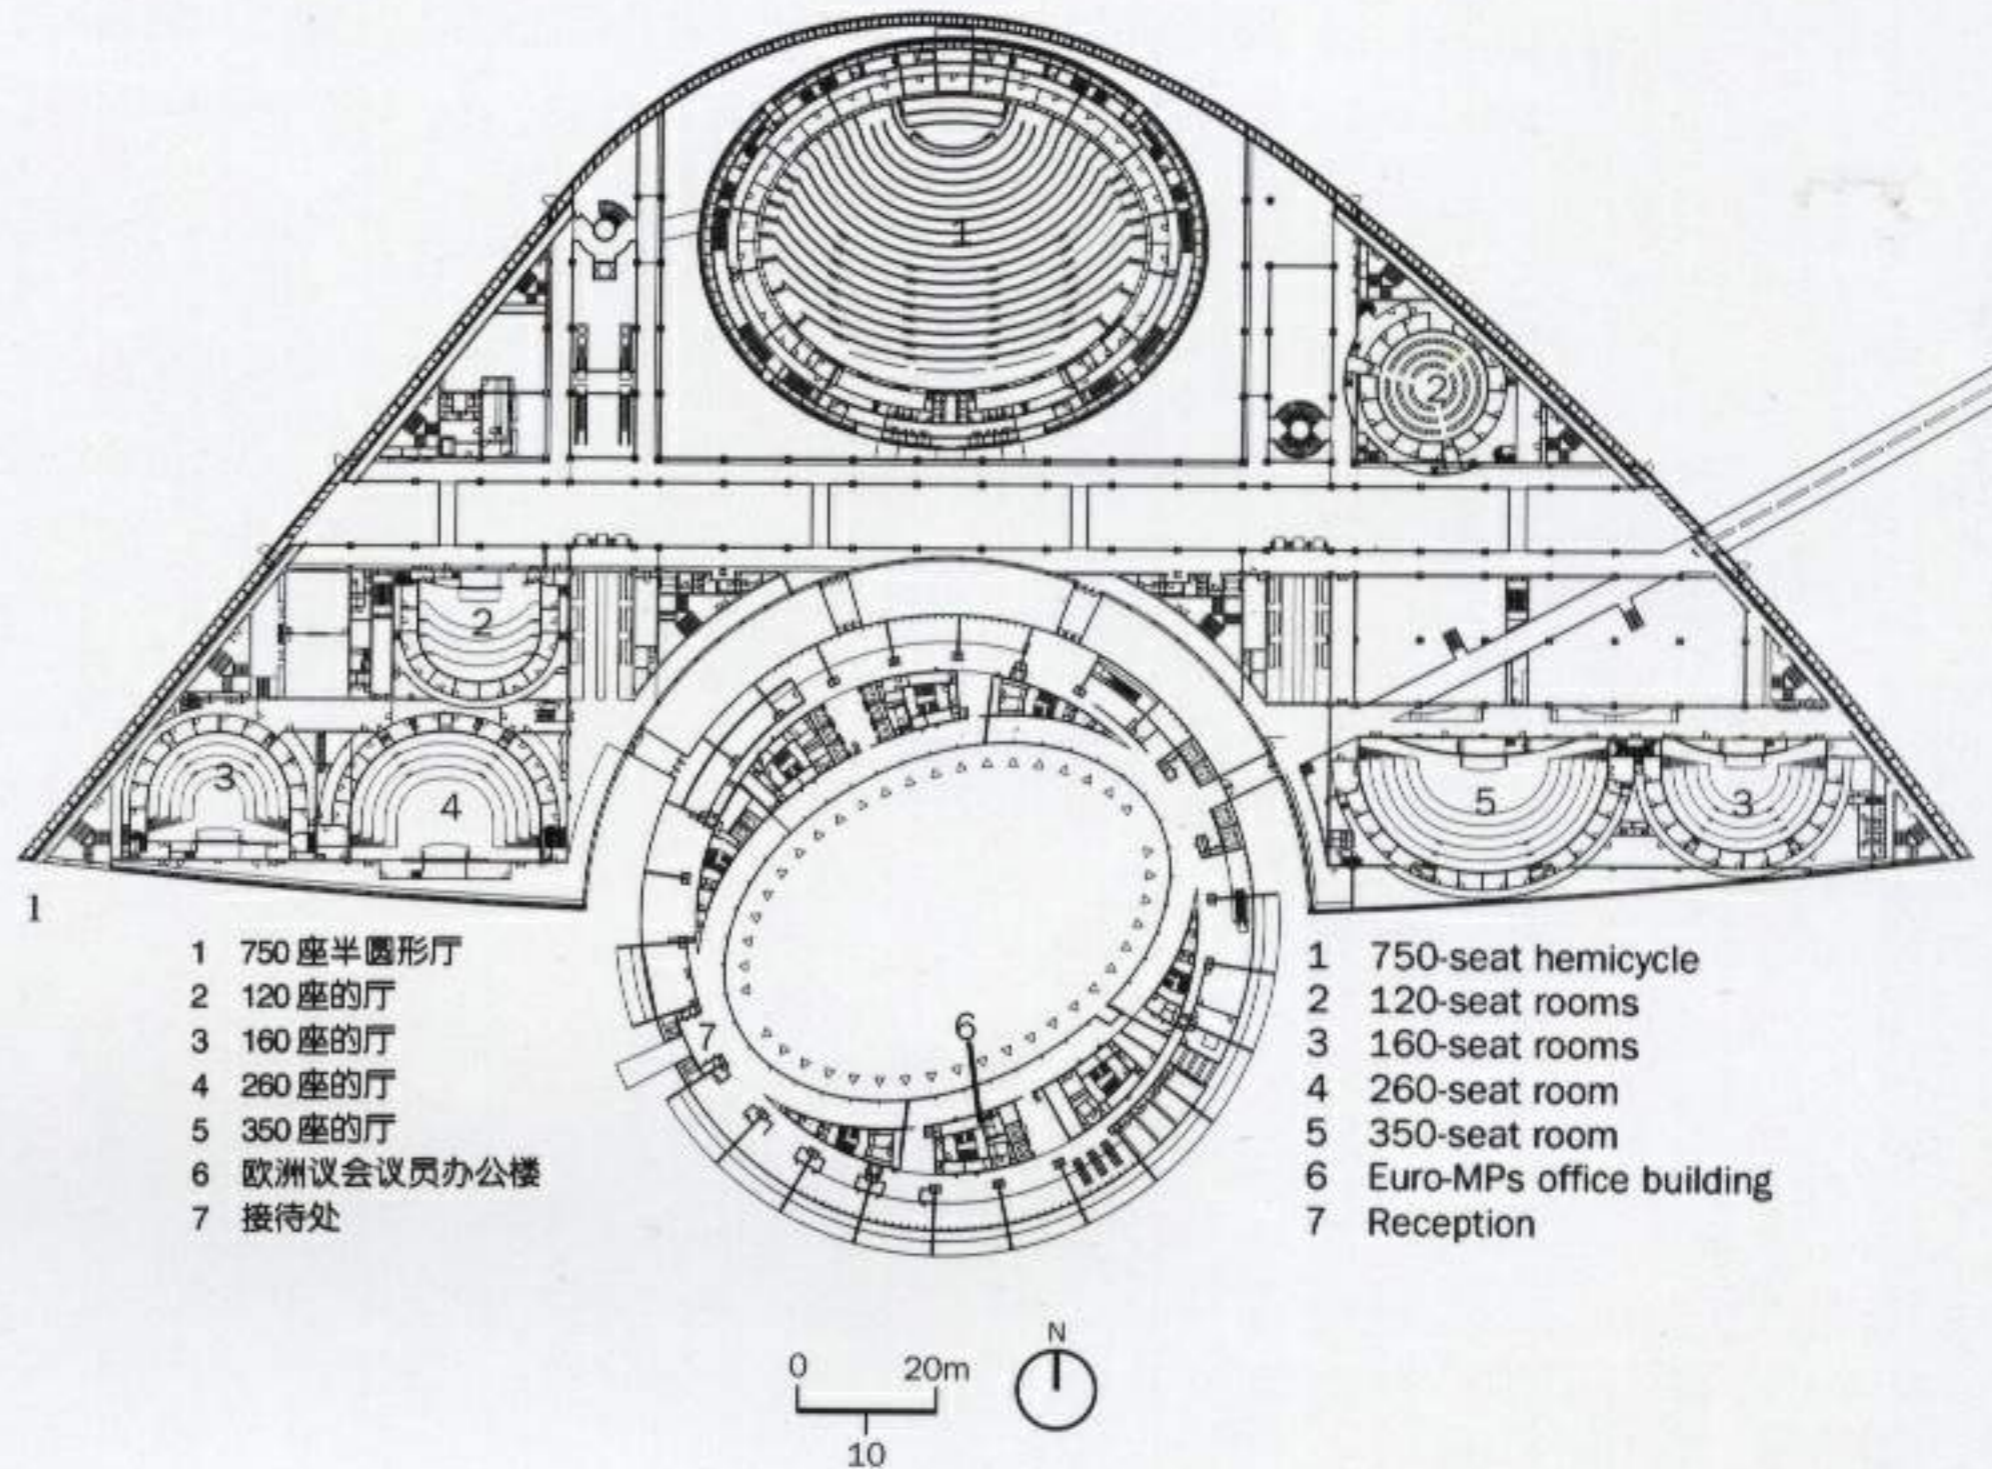 1
2
2
3
4
5
3
6
7
1
1 750座半圆形厅
2 120座的厅
3 160座的厅
4 260座的厅
5 350座的厅
6 欧洲议会议员办公楼
7 接待处
1 750-seat hemicycle
2 120-seat rooms
3 160-seat rooms
4 260-seat room
5 350-seat room
6 Euro-MPs office building
7 Reception
N
0 20m
10